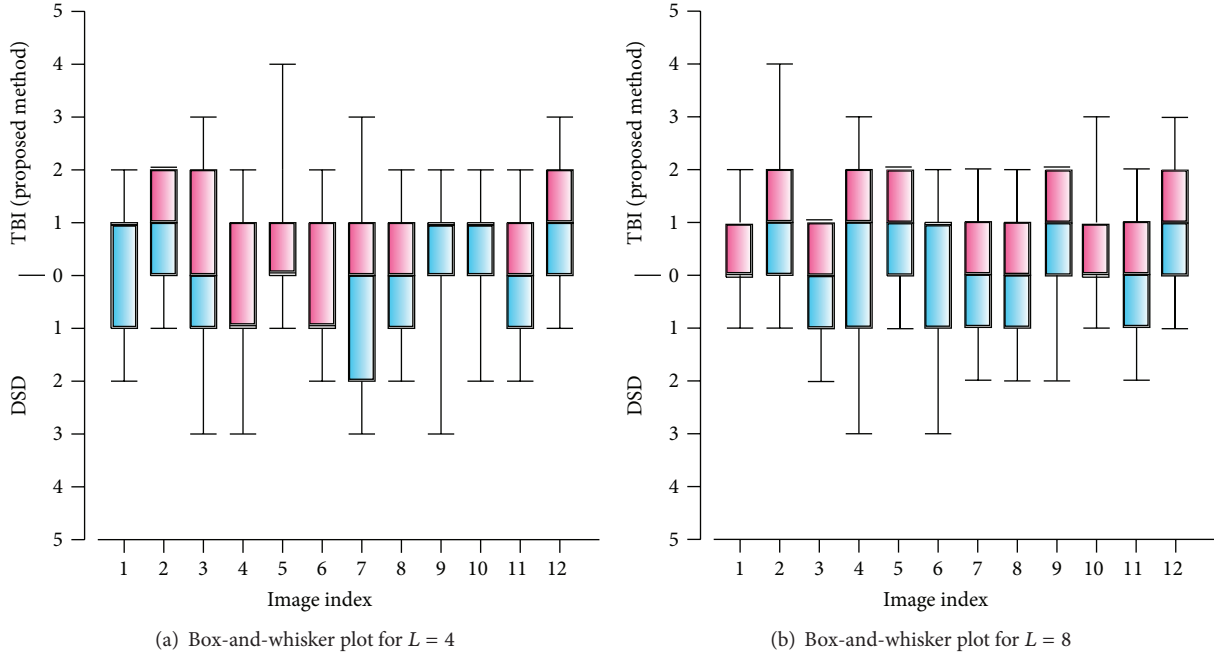 5
4
3
2
1
0
1
2
3
4
5
TBI (proposed method)
—
DSD
1 2 3 4 5 6 7 8 9 10 11 12
Image index
(a) Box-and-whisker plot for L = 4
5
4
3
2
1
0
1
2
3
4
5
TBI (proposed method)
—
DSD
1 2 3 4 5 6 7 8 9 10 11 12
Image index
(b) Box-and-whisker plot for L = 8